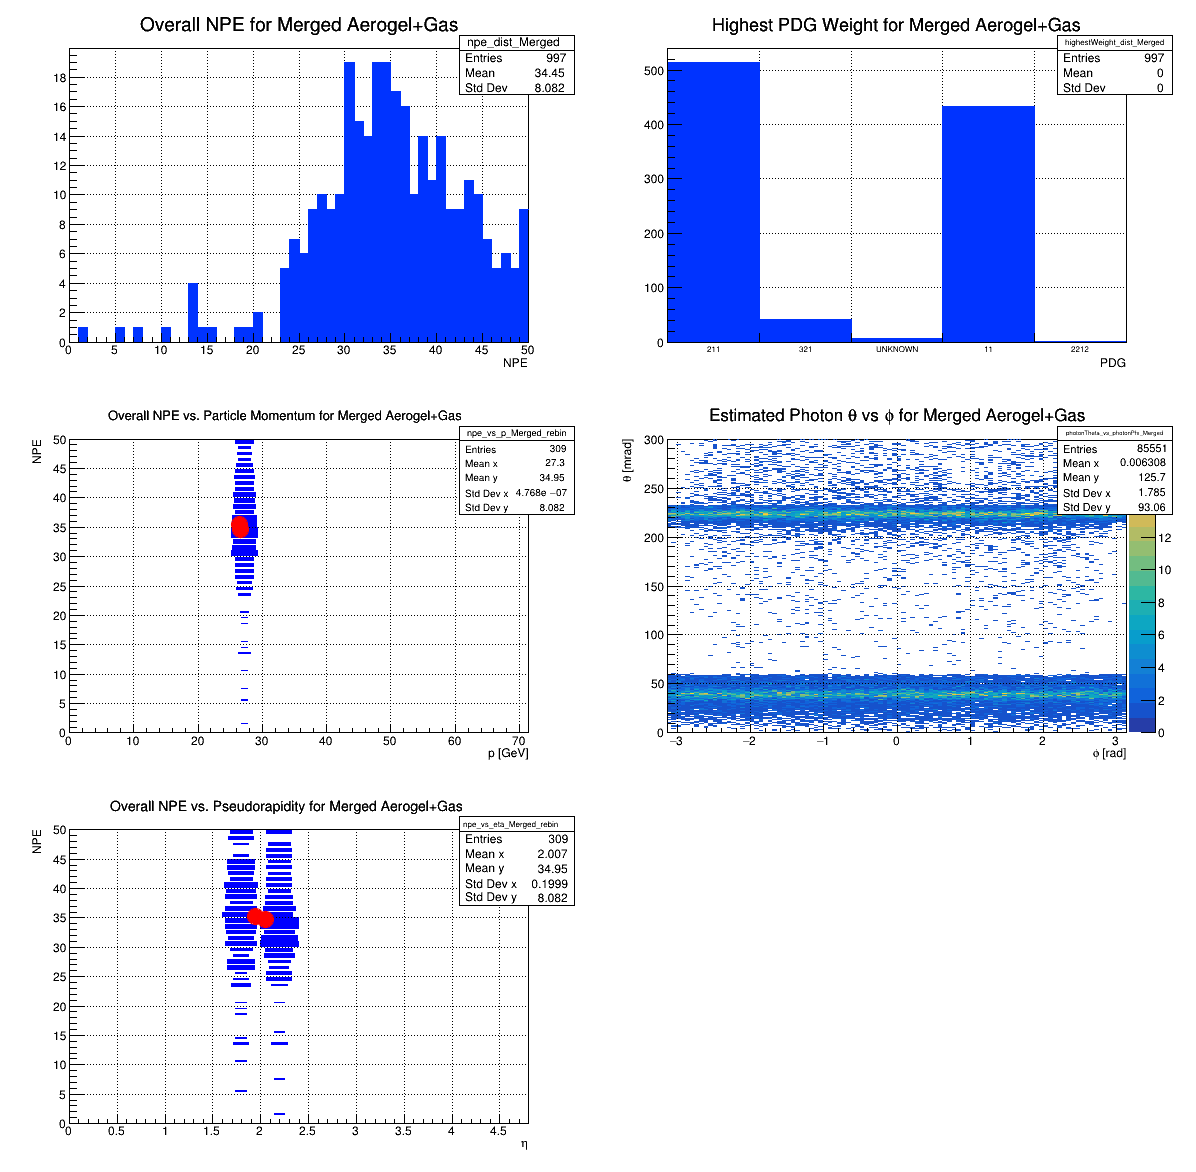 Overall NPE for Merged Aerogel+Gas
npe_dist_Merged
Entries 997
Mean 34.45
Std Dev 8.082
18
16
14
12
10
8
6
4
2
0
0 5 10 15 20 25 30 35 40 45 50
NPE
Highest PDG Weight for Merged Aerogel+Gas
highestWeight_dist_Merged
Entries 997
Mean 0
Std Dev 0
500
400
300
200
100
0
211 321 UNKNOWN 11 2212
PDG
Overall NPE vs. Particle Momentum for Merged Aerogel+Gas
npe_vs_p_Merged_rebin
Entries 309
Mean x 27.3
Mean y 34.95
Std Dev x 4.768e −07
Std Dev y 8.082
NPE
50
45
40
35
30
25
20
15
10
5
0
0 10 20 30 40 50 60 70
p [GeV]
Estimated Photon θ vs ϕ for Merged Aerogel+Gas
photonTheta_vs_photonPhi_Merged
Entries 85551
Mean x 0.006308
Mean y 125.7
Std Dev x 1.785
Std Dev y 93.06
θ [mrad]
300
250
200
150
100
50
0
−3 −2 −1 0 1 2 3
ϕ [rad]
12
10
8
6
4
2
0
Overall NPE vs. Pseudorapidity for Merged Aerogel+Gas
npe_vs_eta_Merged_rebin
Entries 309
Mean x 2.007
Mean y 34.95
Std Dev x 0.1999
Std Dev y 8.082
NPE
50
45
40
35
30
25
20
15
10
5
0
0 0.5 1 1.5 2 2.5 3 3.5 4 4.5
η